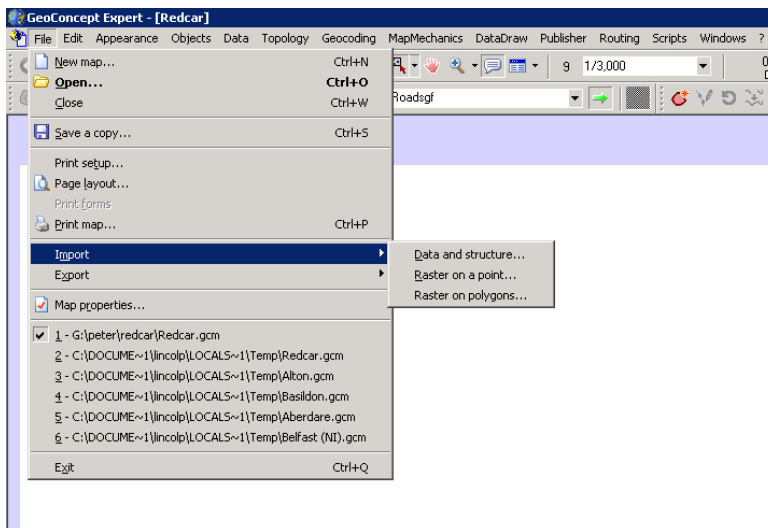 GeoConcept Expert - [Redcar]
File Edit Appearance Objects Data Topology Geocoding MapMechanics DataDraw Publisher Routing Scripts Windows ?
New map... Ctrl+N
9 1/3,000
Open... Ctrl+O
Close Ctrl+W
Roadsgf
Save a copy... Ctrl+S
Print setup...
Page layout...
Print forms
Print map... Ctrl+P
Import
Data and structure...
Export
Raster on a point...
Raster on polygons...
Map properties...
1 - G:\peter\redcar\Redcar.gcm
2 - C:\DOCUME~1\lincolp\LOCALS~1\Temp\Redcar.gcm
3 - C:\DOCUME~1\lincolp\LOCALS~1\Temp\Alton.gcm
4 - C:\DOCUME~1\lincolp\LOCALS~1\Temp\Basildon.gcm
5 - C:\DOCUME~1\lincolp\LOCALS~1\Temp\Aberdare.gcm
6 - C:\DOCUME~1\lincolp\LOCALS~1\Temp\Belfast (NI).gcm
Exit Ctrl+Q